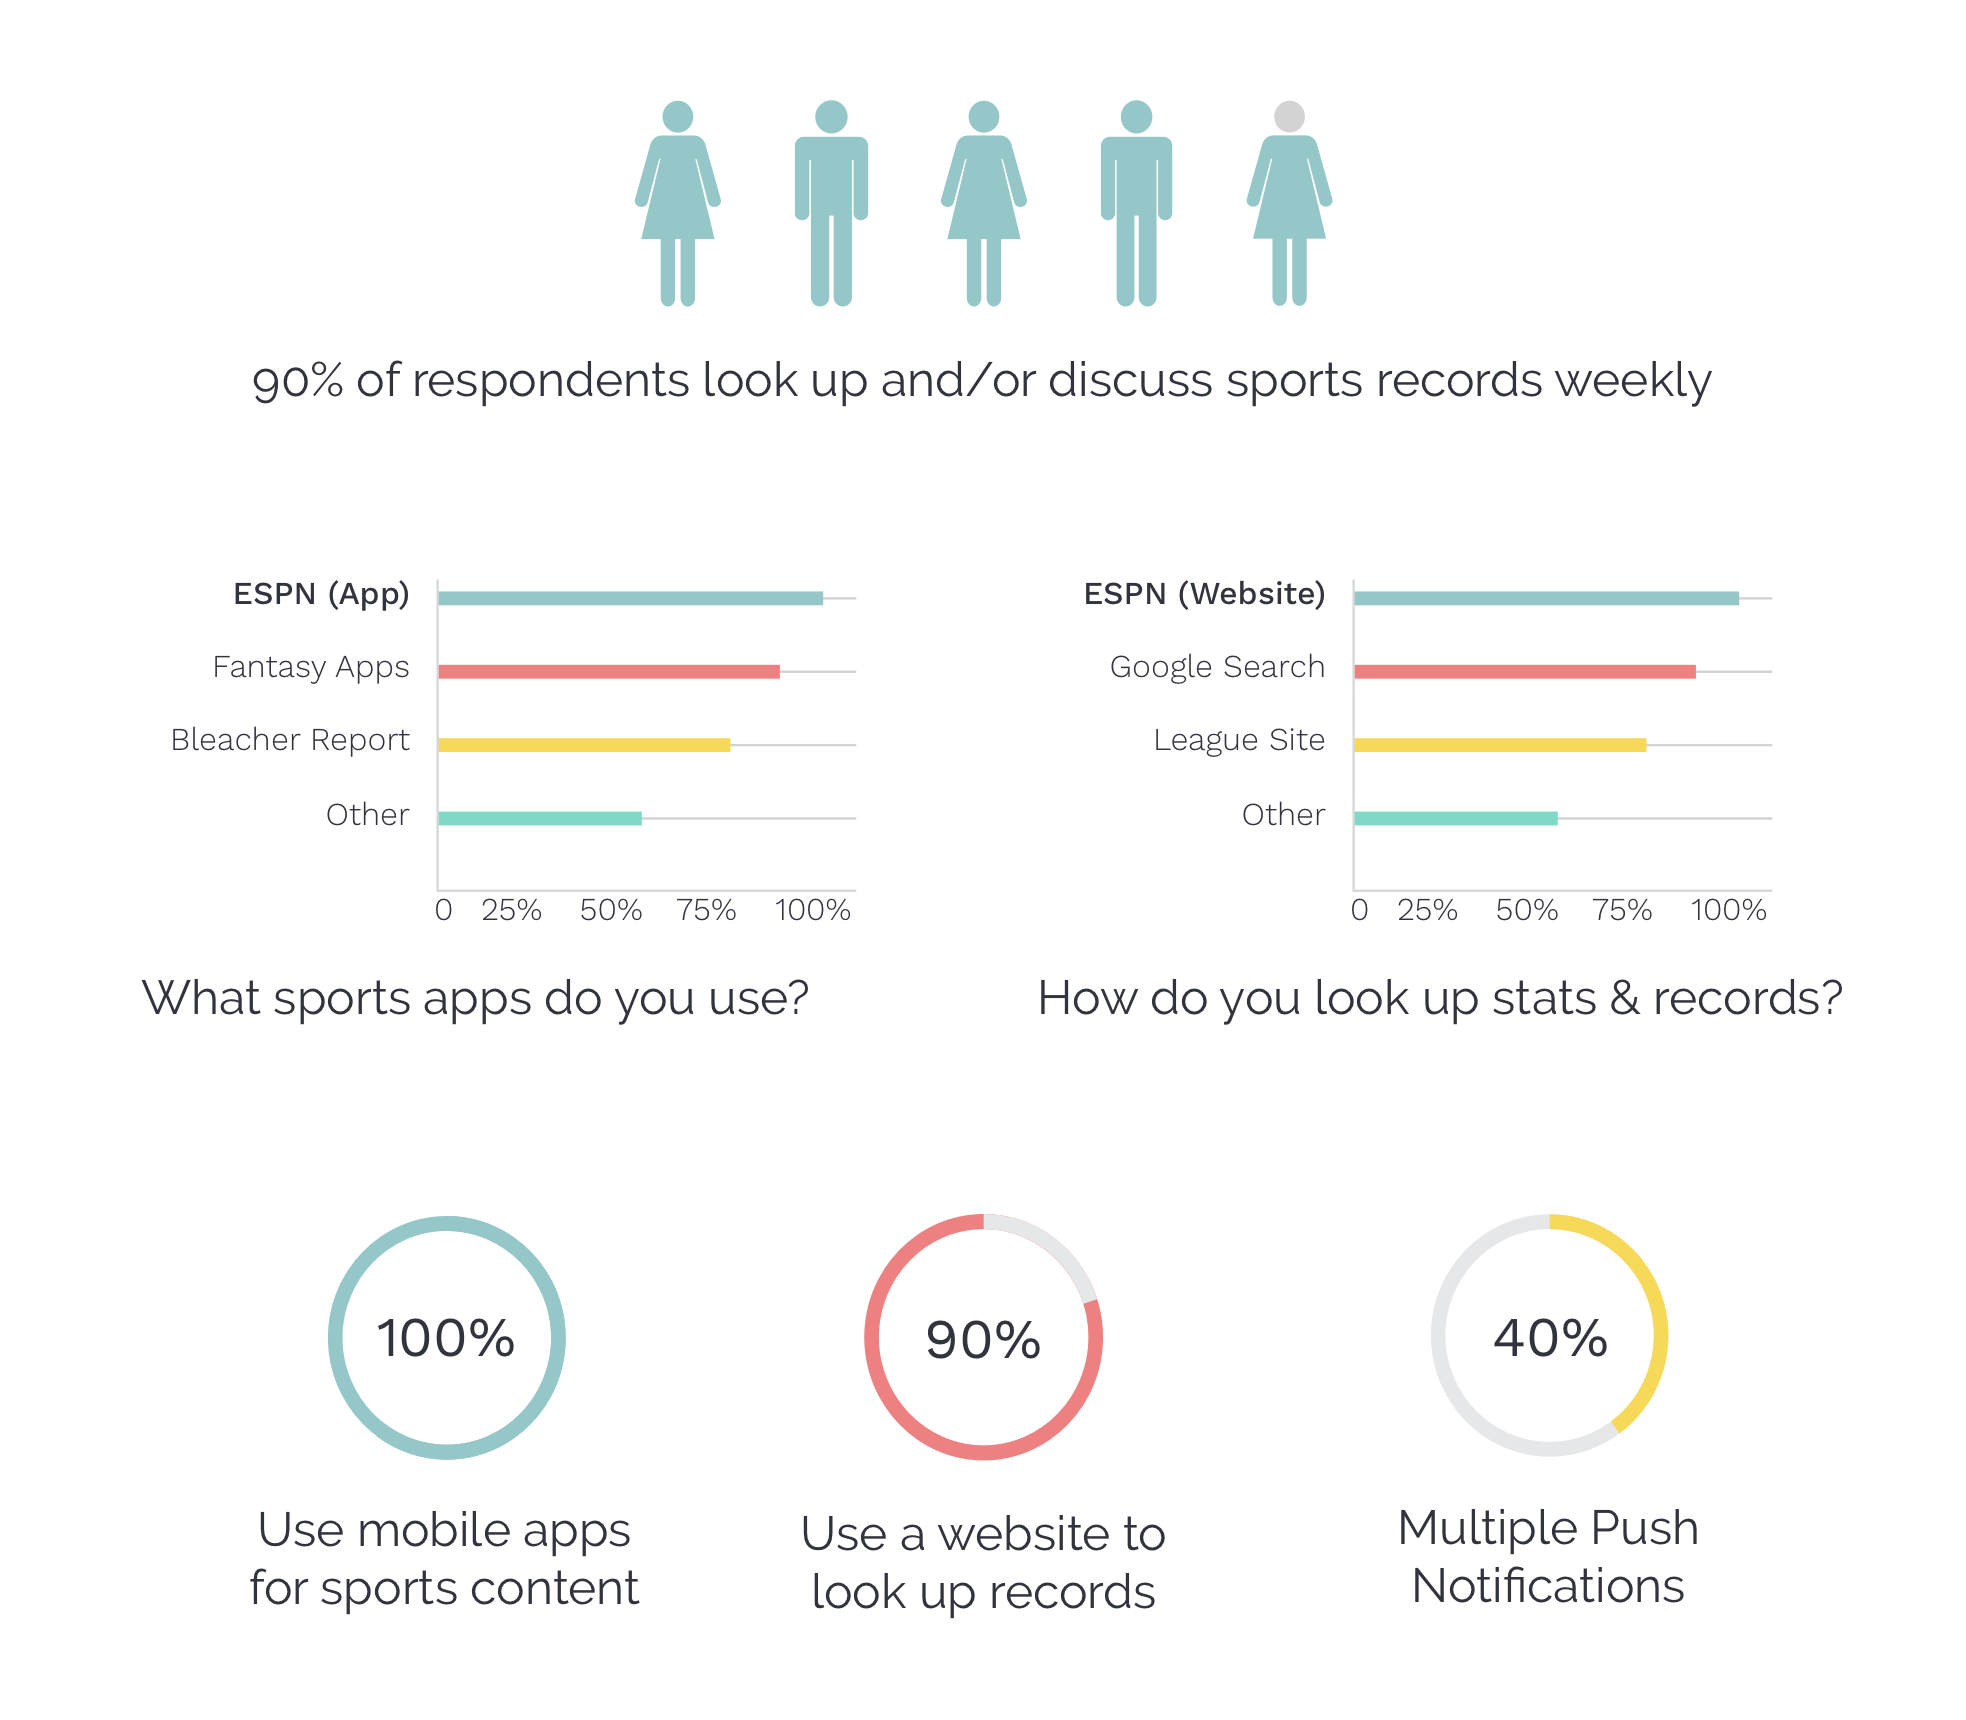 90% of respondents look up and/or discuss sports records weekly
ESPN (App)
Fantasy Apps
Bleacher Report
Other
0 25% 50% 75% 100%
What sports apps do you use?
ESPN (Website)
Google Search
League Site
Other
0 25% 50% 75% 100%
How do you look up stats & records?
100%
Use mobile apps
for sports content
90%
Use a website to
look up records
40%
Multiple Push
Notifications